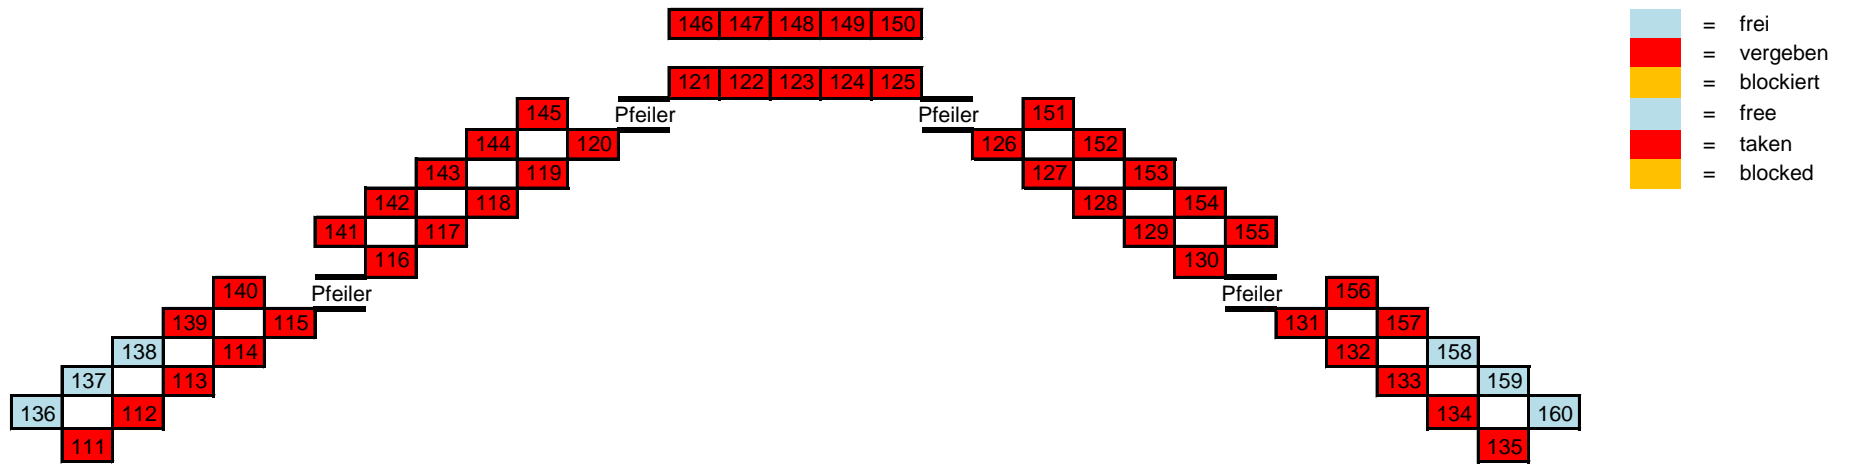 146 147 148 149 150
121 122 123 124 125
Pfeiler Pfeiler
145 151
144 120 126 152
143 119 127 153
142 118 128 154
141 117 129 155
116 130
Pfeiler Pfeiler
140 156
139 115 131 157
138 114 132 158
137 113 133 159
136 112 134 160
111 135
= frei
= vergeben
= blockiert
= free
= taken
= blocked